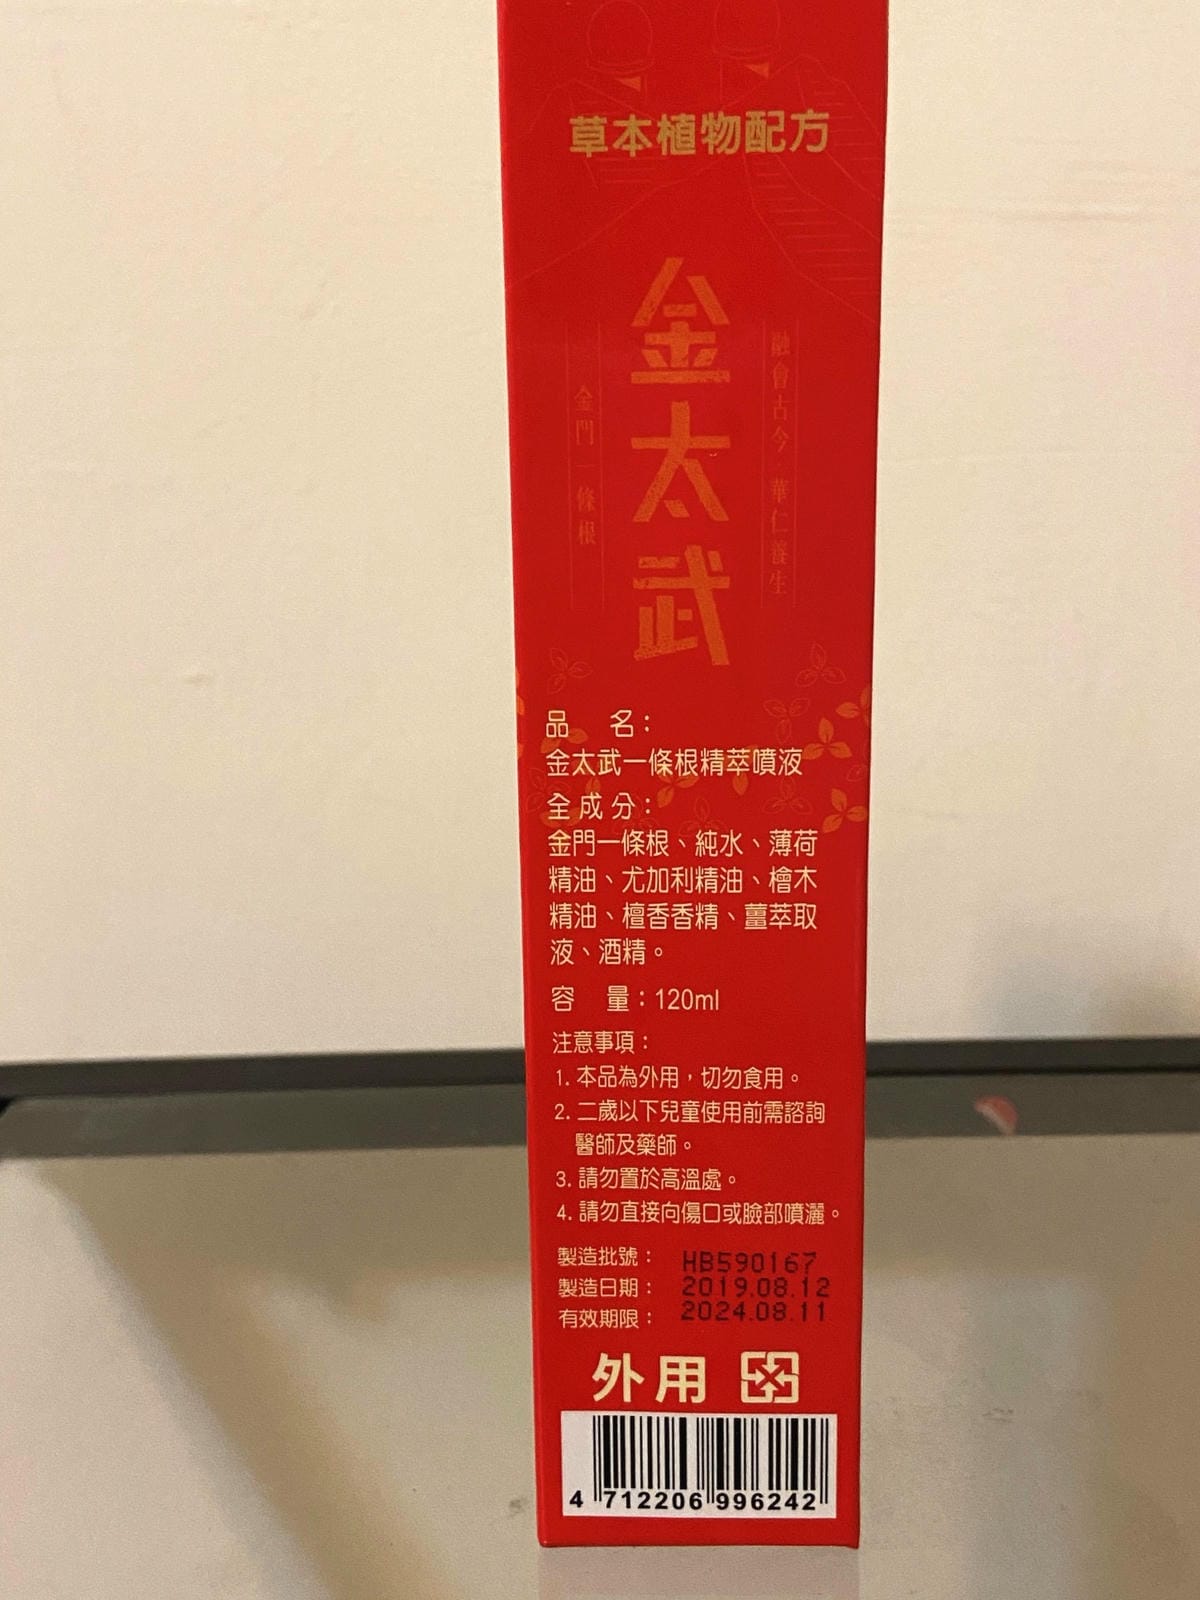 草本植物配方
融會古今．華仁養生
金太武
金門一條根
品 名：
金太武一條根精萃噴液
全成分：
金門一條根、純水、薄荷
精油、尤加利精油、檜木
精油、檀香香精、薑萃取
液、酒精。
容 量：120ml
注意事項：
1. 本品為外用，切勿食用。
2. 二歲以下兒童使用前需諮詢
醫師及藥師。
3. 請勿置於高溫處。
4. 請勿直接向傷口或臉部噴灑。
製造批號： HB590167
製造日期： 2019.08.12
有效期限： 2024.08.11
外用
4 712206 996242